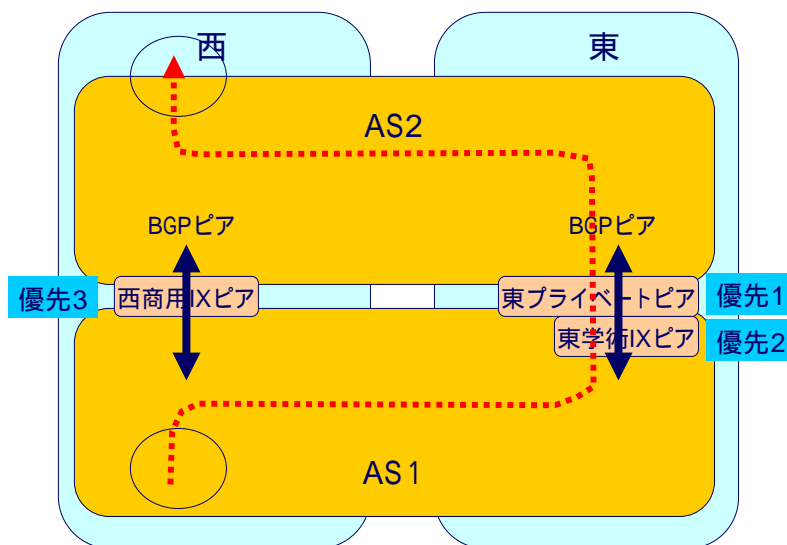 西
東
AS2
BGPピア
BGPピア
優先3
西商用IXピア
東プライベートピア
優先1
東学術IXピア
優先2
AS1